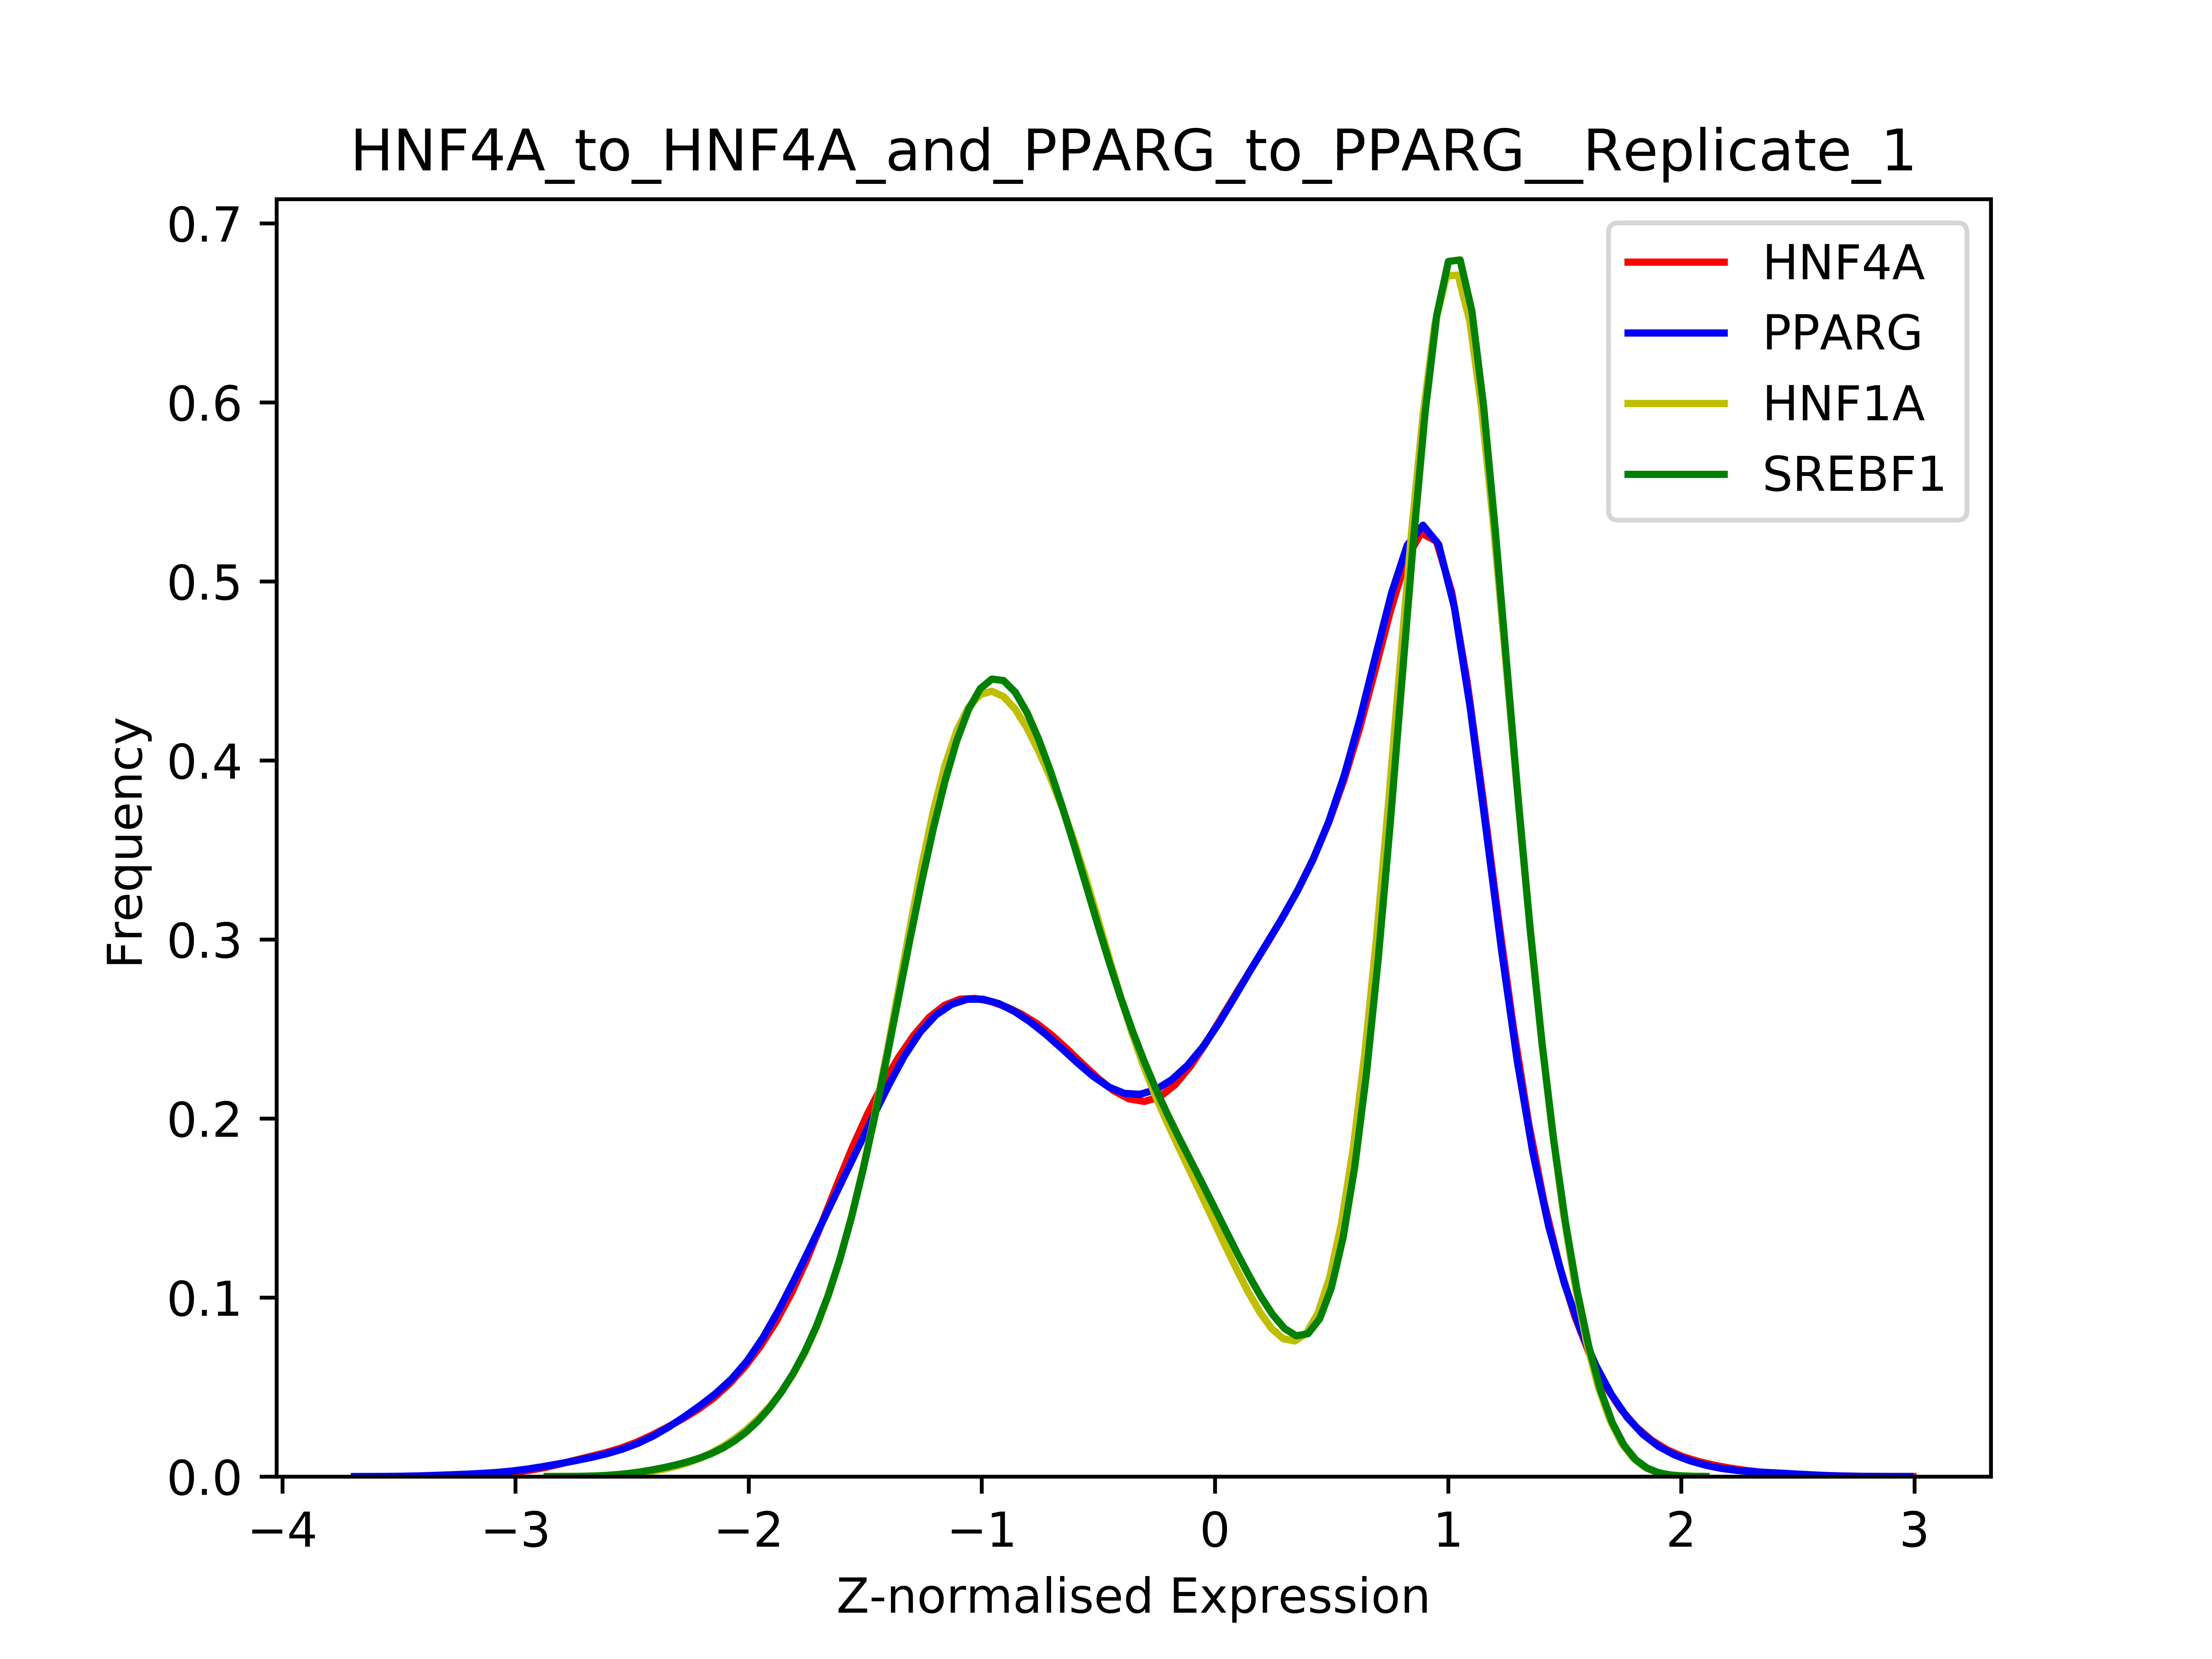 HNF4A_to_HNF4A_and_PPARG_to_PPARG__Replicate_1
0.7
0.6
0.5
0.4
0.3
0.2
0.1
0.0
Frequency
HNF4A
PPARG
HNF1A
SREBF1
−4 −3 −2 −1 0 1 2 3
Z-normalised Expression